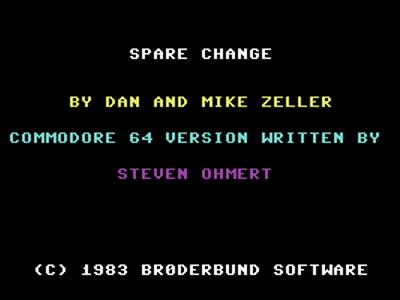 SPARE CHANGE
BY DAN AND MIKE ZELLER
COMMODORE 64 VERSION WRITTEN BY
STEVEN OHMERT
(C) 1983 BRØDERBUND SOFTWARE